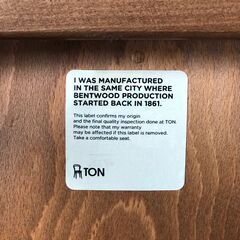 I WAS MANUFACTURED
IN THE SAME CITY WHERE
BENTWOOD PRODUCTION
STARTED BACK IN 1861.
This label confirms my origin
and the final quality inspection done at TON.
Please note that my warranty
may be affected if this label is removed.
Take a comfortable seat.
TON